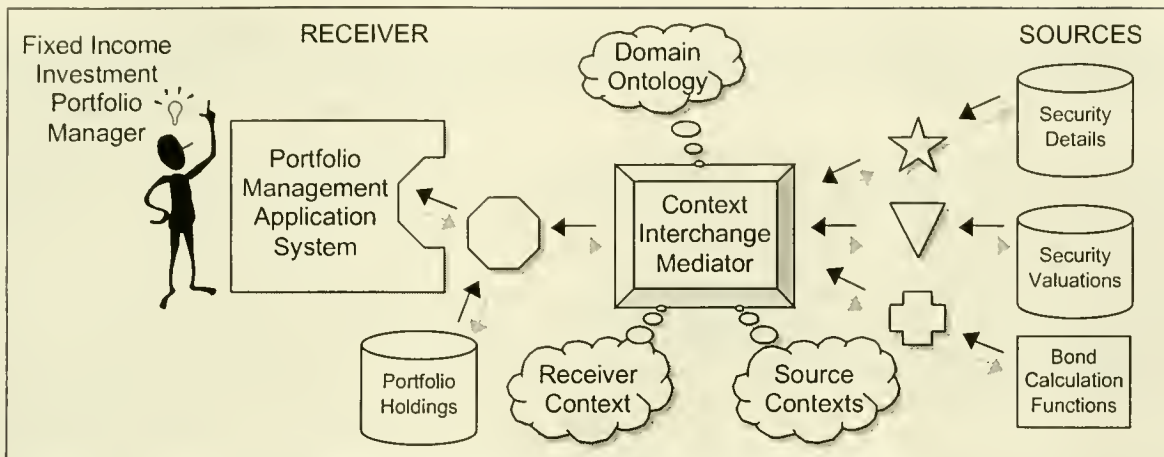 RECEIVER
SOURCES
Fixed Income
Investment
Portfolio
Manager
Portfolio
Management
Application
System
Portfolio
Holdings
Domain
Ontology
Context
Interchange
Mediator
Receiver
Context
Source
Contexts
Security
Details
Security
Valuations
Bond
Calculation
Functions